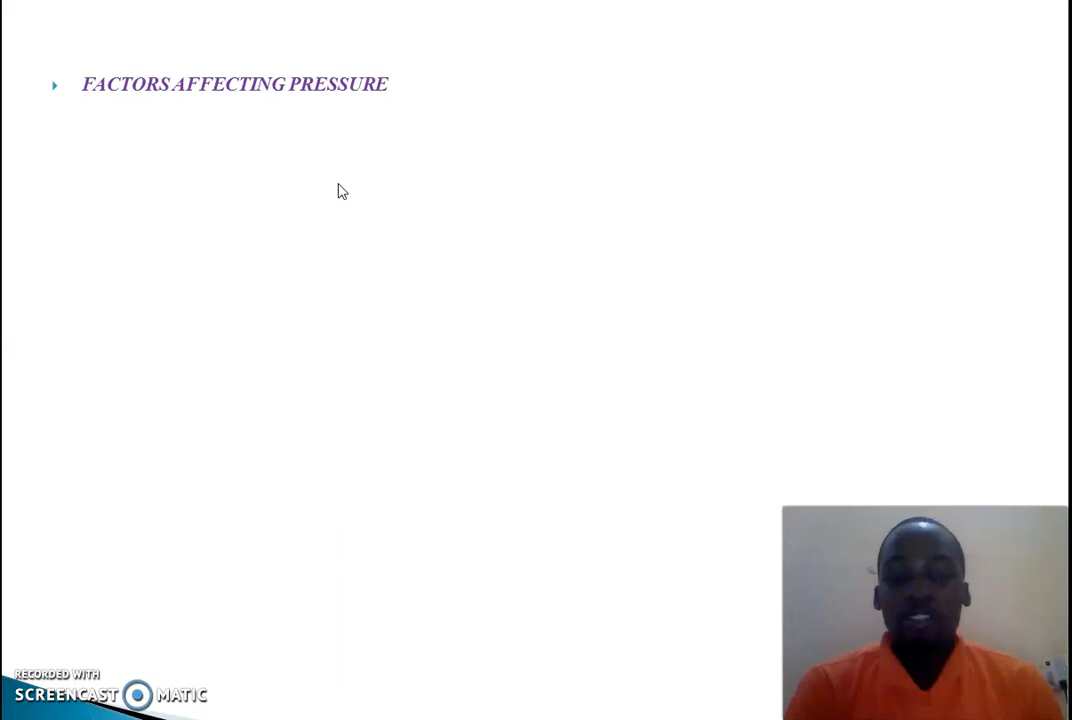 FACTORS AFFECTING PRESSURE
RECORDED WITH
SCREENCAST MATIC